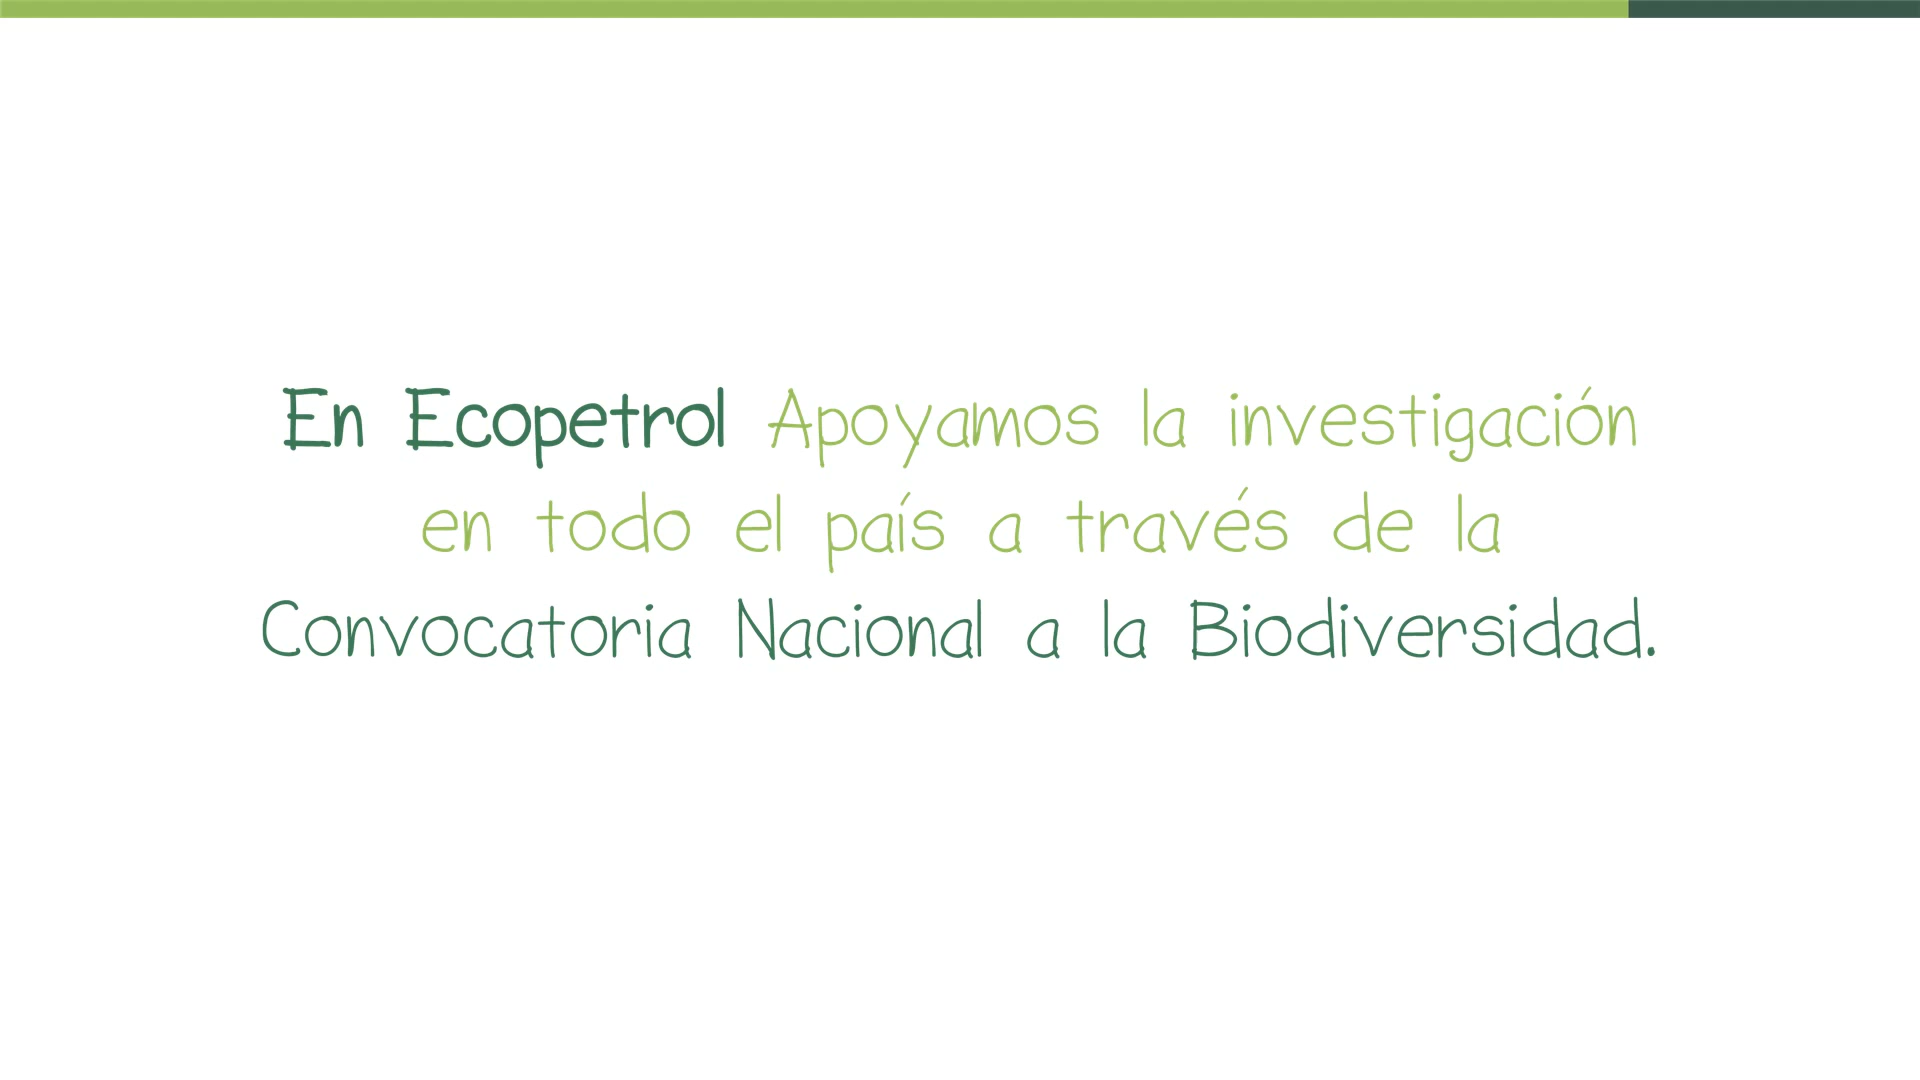 En Ecopetrol Apoyamos la investigación
en todo el país a través de la
Convocatoria Nacional a la Biodiversidad.